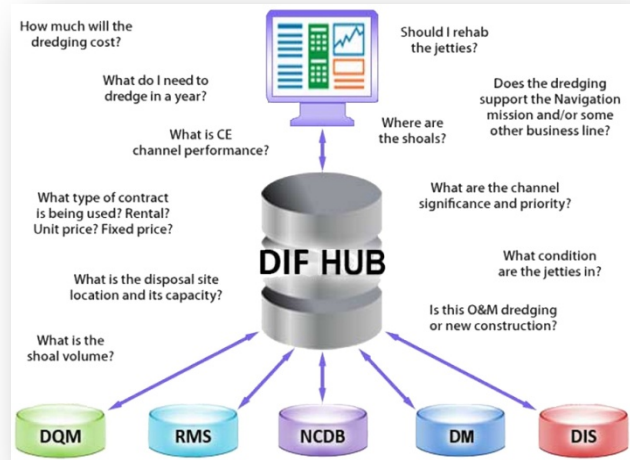 How much will the
dredging cost?
Should I rehab
the jetties?
What do I need to
dredge in a year?
Does the dredging
support the Navigation
mission and/or some
other business line?
Where are
the shoals?
What is CE
channel performance?
What type of contract
is being used? Rental?
Unit price? Fixed price?
What are the channel
significance and priority?
DIF HUB
What condition
are the jetties in?
What is the disposal site
location and its capacity?
Is this O&M dredging
or new construction?
What is the
shoal volume?
DQM
RMS
NCDB
DM
DIS